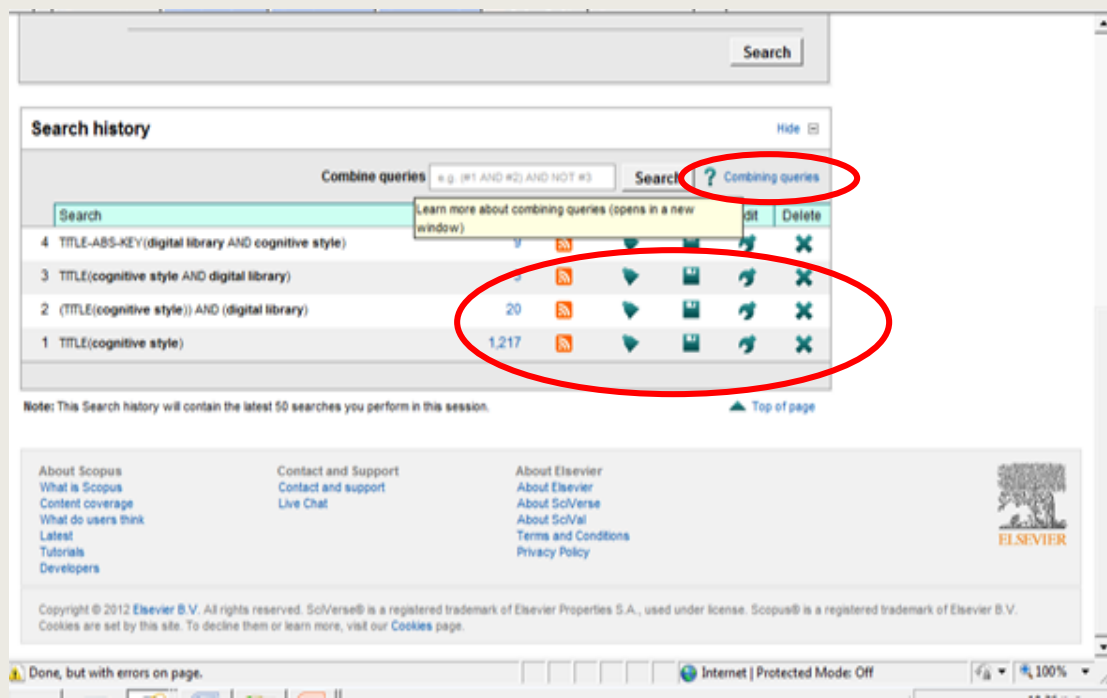 Search
Search history
Hide
Combine queries e.g. (#1 AND #2) AND NOT #3 Search ? Combining queries
Learn more about combining queries (opens in a new window)
Search dit Delete
4 TITLE-ABS-KEY(digital library AND cognitive style) 9
3 TITLE(cognitive style AND digital library)
2 (TITLE(cognitive style)) AND (digital library) 20
1 TITLE(cognitive style) 1,217
Note: This Search history will contain the latest 50 searches you perform in this session.
Top of page
About Scopus
What is Scopus
Content coverage
What do users think
Latest
Tutorials
Developers
Contact and Support
Contact and support
Live Chat
About Elsevier
About Elsevier
About SciVerse
About SciVal
Terms and Conditions
Privacy Policy
ELSEVIER
Copyright © 2012 Elsevier B.V. All rights reserved. SciVerse® is a registered trademark of Elsevier Properties S.A., used under license. Scopus® is a registered trademark of Elsevier B.V.
Cookies are set by this site. To decline them or learn more, visit our Cookies page.
Done, but with errors on page.
Internet | Protected Mode: Off
100%